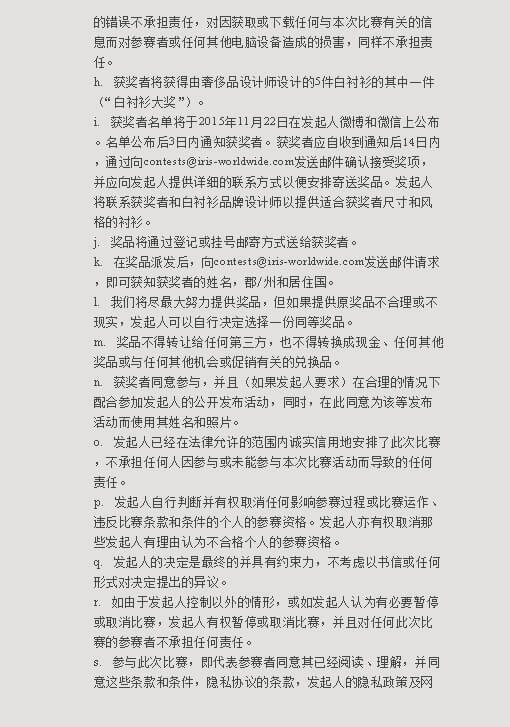 的错误不承担责任，对因获取或下载任何与本次比赛有关的信
息而对参赛者或任何其他电脑设备造成的损害，同样不承担责
任。
h. 获奖者将获得由奢侈品设计师设计的5件白衬衫的其中一件
（“白衬衫大奖”）。
i. 获奖者名单将于2015年11月22日在发起人微博和微信上公布
。名单公布后3日内通知获奖者。获奖者应自收到通知后14日内
，通过向contests@iris-worldwide.com发送邮件确认接受奖项，
并应向发起人提供详细的联系方式以便安排寄送奖品。发起人
将联系获奖者和白衬衫品牌设计师以提供适合获奖者尺寸和风
格的衬衫。
j. 奖品将通过登记或挂号邮寄方式送给获奖者。
k. 在奖品派发后，向contests@iris-worldwide.com发送邮件请求
，即可获知获奖者的姓名，郡/州和居住国。
l. 我们将尽最大努力提供奖品，但如果提供原奖品不合理或不
现实，发起人可以自行决定选择一份同等奖品。
m. 奖品不得转让给任何第三方，也不得转换成现金、任何其他
奖品或与任何其他机会或促销有关的兑换品。
n. 获奖者同意参与，并且（如果发起人要求）在合理的情况下
配合参加发起人的公开发布活动，同时，在此同意为该等发布
活动而使用其姓名和照片。
o. 发起人已经在法律允许的范围内诚实信用地安排了此次比赛
，不承担任何人因参与或未能参与本次比赛活动而导致的任何
责任。
p. 发起人自行判断并有权取消任何影响参赛过程或比赛运作、
违反比赛条款和条件的个人的参赛资格。发起人亦有权取消那
些发起人有理由认为不合格个人的参赛资格。
q. 发起人的决定是最终的并具有约束力，不考虑以书信或任何
形式对决定提出的异议。
r. 如由于发起人控制以外的情形，或如发起人认为有必要暂停
或取消比赛，发起人有权暂停或取消比赛，并且对任何此次比
赛的参赛者不承担任何责任。
s. 参与此次比赛，即代表参赛者同意其已经阅读、理解，并同
意这些条款和条件，隐私协议的条款，发起人的隐私政策及网